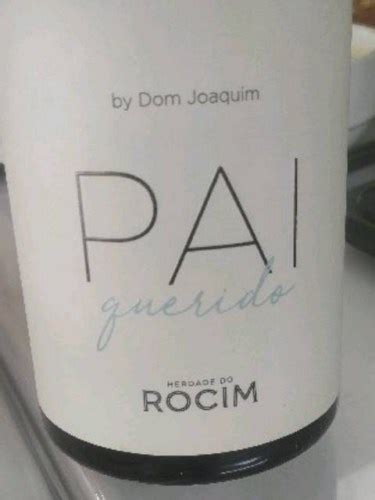 by Dom Joaquim
PAI
querido
HERDADE DO
ROCIM